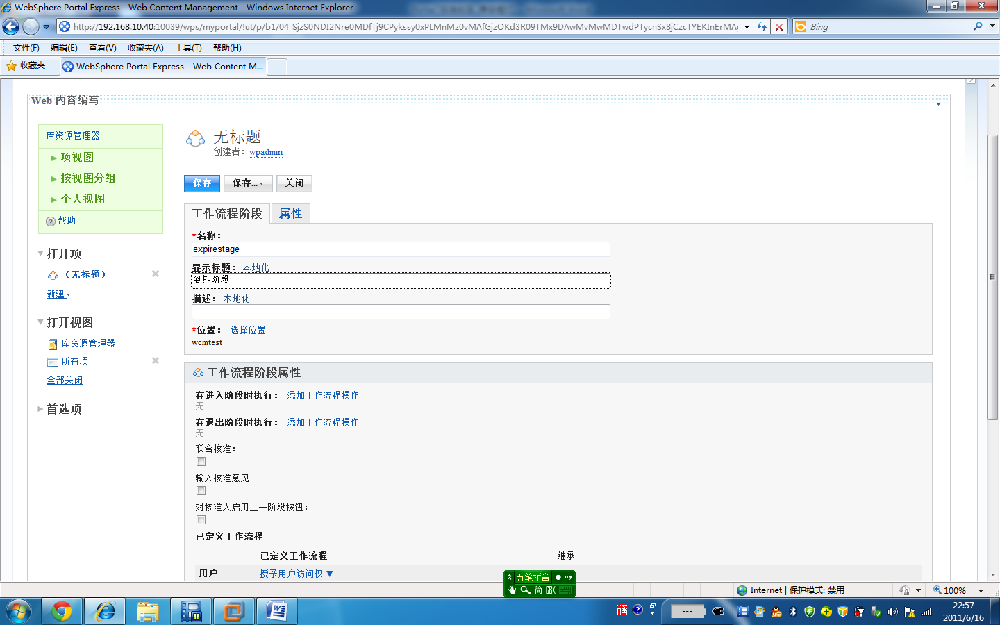 WebSphere Portal Express - Web Content Management - Windows Internet Explorer
http://192.168.10.40:10039/wps/myportal/!ut/p/b1/04_SjzS0NDI2Nre0MDfTj9CPykssy0xPLMnMz0vMAfGjzOKd3R09TMx9DAwMvMwMDTwdPTycnSx8jCzcTYEKInErMA
Bing
文件(F) 编辑(E) 查看(V) 收藏夹(A) 工具(T) 帮助(H)
收藏夹 WebSphere Portal Express - Web Content M...
Web 内容编写
库资源管理器
项视图
按视图分组
个人视图
帮助
打开项
（无标题）
新建
打开视图
库资源管理器
所有项
全部关闭
首选项
无标题
创建者： wpadmin
保存 保存... 关闭
工作流程阶段 属性
*名称：
expirestage
显示标题： 本地化
到期阶段
描述： 本地化
*位置： 选择位置
wcmtest
工作流程阶段属性
在进入阶段时执行： 添加工作流程操作
无
在退出阶段时执行： 添加工作流程操作
无
联合核准：
输入核准意见
对核准人启用上一阶段按钮：
已定义工作流程
已定义工作流程 继承
用户 授予用户访问权
五笔拼音
简 GBK
Internet | 保护模式: 禁用
100%
22:57
2011/6/16